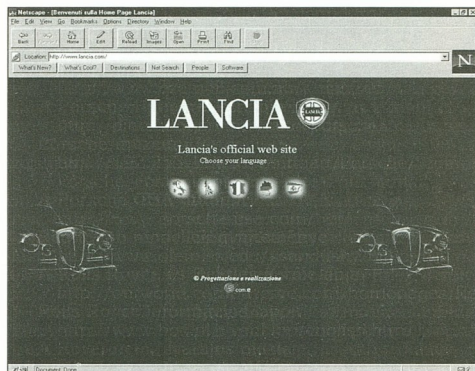 Netscape - [Benvenuti sulla Home Page Lancia]
File Edit View Go Bookmarks Options Directory Window Help
Back Home Edit Reload Images Open Print Find
Location: http://www.lancia.com/
What's New? What's Cool? Destinations Net Search People Software
N
LANCIA
Lancia's official web site
Choose your language
© Progettazione e realizzazione
com.e
Document: Done